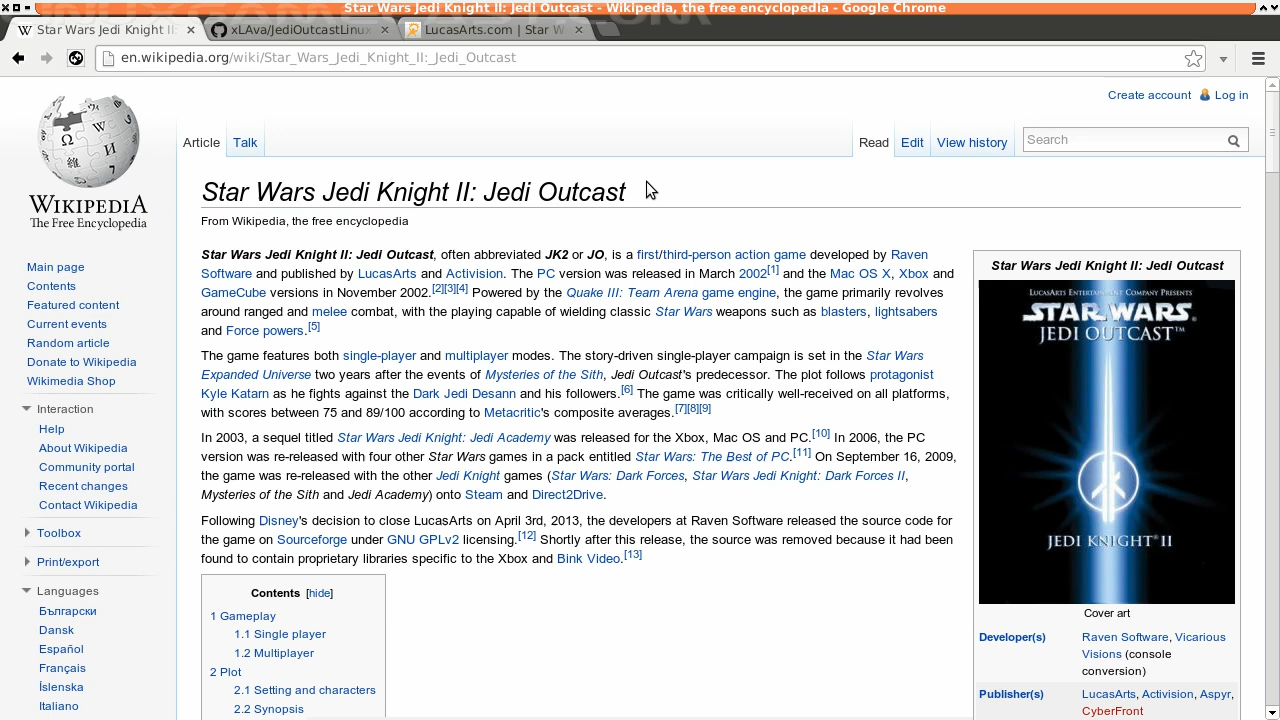 Star Wars Jedi Knight II: Jedi Outcast - Wikipedia, the free encyclopedia - Google Chrome
Star Wars Jedi Knight II:
xLAva/JediOutcastLinux
LucasArts.com | Star W
en.wikipedia.org/wiki/Star_Wars_Jedi_Knight_II:_Jedi_Outcast
Create account Log in
Article Talk Read Edit View history Search
WIKIPEDIA
The Free Encyclopedia
Main page
Contents
Featured content
Current events
Random article
Donate to Wikipedia
Wikimedia Shop
Interaction
Help
About Wikipedia
Community portal
Recent changes
Contact Wikipedia
Toolbox
Print/export
Languages
Български
Dansk
Español
Français
Íslenska
Italiano
Star Wars Jedi Knight II: Jedi Outcast
From Wikipedia, the free encyclopedia
Star Wars Jedi Knight II: Jedi Outcast, often abbreviated JK2 or JO, is a first/third-person action game developed by Raven
Software and published by LucasArts and Activision. The PC version was released in March 2002[1] and the Mac OS X, Xbox and
GameCube versions in November 2002.[2][3][4] Powered by the Quake III: Team Arena game engine, the game primarily revolves
around ranged and melee combat, with the playing capable of wielding classic Star Wars weapons such as blasters, lightsabers
and Force powers.[5]
The game features both single-player and multiplayer modes. The story-driven single-player campaign is set in the Star Wars
Expanded Universe two years after the events of Mysteries of the Sith, Jedi Outcast's predecessor. The plot follows protagonist
Kyle Katarn as he fights against the Dark Jedi Desann and his followers.[6] The game was critically well-received on all platforms,
with scores between 75 and 89/100 according to Metacritic's composite averages.[7][8][9]
In 2003, a sequel titled Star Wars Jedi Knight: Jedi Academy was released for the Xbox, Mac OS and PC.[10] In 2006, the PC
version was re-released with four other Star Wars games in a pack entitled Star Wars: The Best of PC.[11] On September 16, 2009,
the game was re-released with the other Jedi Knight games (Star Wars: Dark Forces, Star Wars Jedi Knight: Dark Forces II,
Mysteries of the Sith and Jedi Academy) onto Steam and Direct2Drive.
Following Disney's decision to close LucasArts on April 3rd, 2013, the developers at Raven Software released the source code for
the game on Sourceforge under GNU GPLv2 licensing.[12] Shortly after this release, the source was removed because it had been
found to contain proprietary libraries specific to the Xbox and Bink Video.[13]
Contents [hide]
1 Gameplay
1.1 Single player
1.2 Multiplayer
2 Plot
2.1 Setting and characters
2.2 Synopsis
Star Wars Jedi Knight II: Jedi Outcast
LUCASARTS ENTERTAINMENT COMPANY PRESENTS
STAR WARS
JEDI OUTCAST™
JEDI KNIGHT® II
Cover art
Developer(s) Raven Software, Vicarious
Visions (console
conversion)
Publisher(s) LucasArts, Activision, Aspyr,
CyberFront